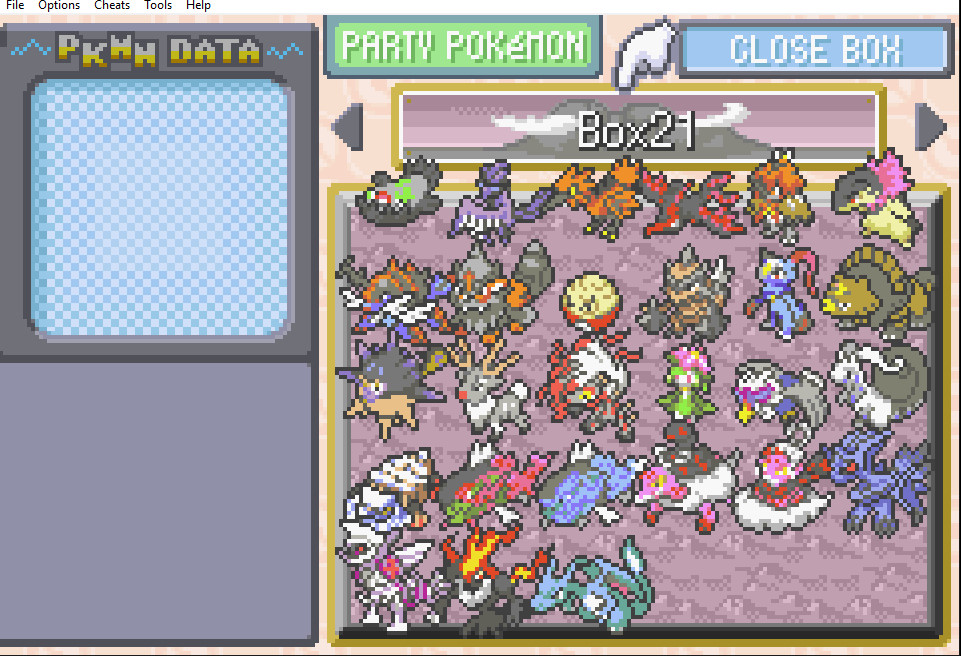 File Options Cheats Tools Help
PKMN DATA
PARTY POKéMON
CLOSE BOX
Box21